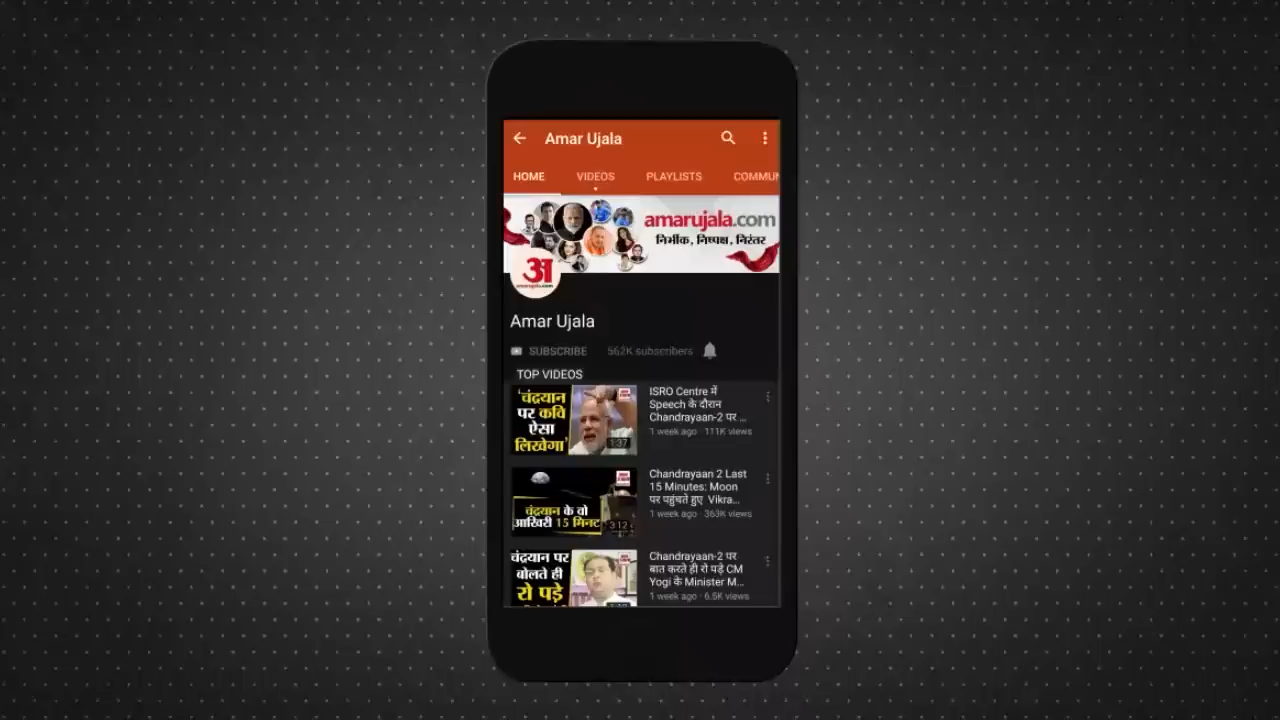 Amar Ujala
HOME VIDEOS PLAYLISTS COMMUN
amarujala.com
निर्भीक, निष्पक्ष, निरंतर
अ
amarujala.com
Amar Ujala
SUBSCRIBE 562K subscribers
TOP VIDEOS
'चंद्रयान
पर कवि
ऐसा
लिखेगा'
1:37
ISRO Centre में
Speech के दौरान
Chandrayaan-2 पर ...
1 week ago · 111K views
चंद्रयान के वो
आखिरी 15 मिनट
3:12
Chandrayaan 2 Last
15 Minutes: Moon
पर पहुंचते हुए Vikra...
1 week ago · 363K views
चंद्रयान पर
बोलते ही
रो पड़े
Chandrayaan-2 पर
बात करते ही रो पड़े CM
Yogi के Minister M...
1 week ago · 6.5K views